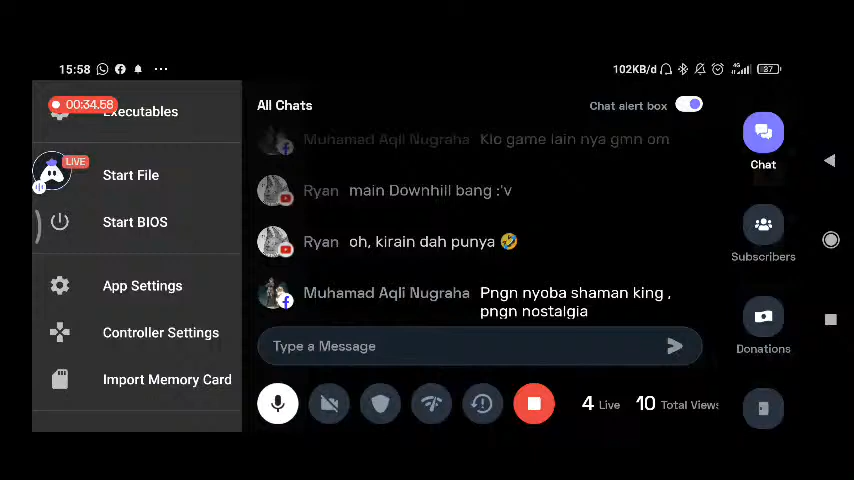 15:58
102KB/d
4G
37
00:34.58
Executables
LIVE
Start File
Start BIOS
App Settings
Controller Settings
Import Memory Card
All Chats
Chat alert box
Muhamad Aqli Nugraha Klo game lain nya gmn om
Ryan main Downhill bang :'v
Ryan oh, kirain dah punya 🤣
Muhamad Aqli Nugraha Pngn nyoba shaman king ,
pngn nostalgia
Type a Message
4 Live 10 Total Views
Chat
Subscribers
Donations